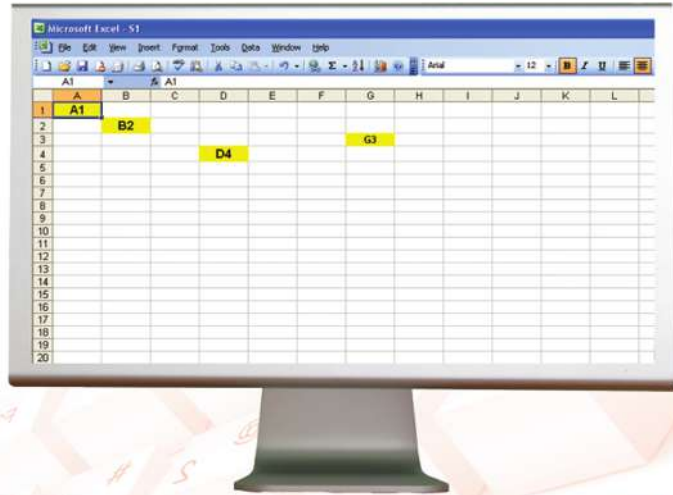 Microsoft Excel - S1
File Edit View Insert Format Tools Data Window Help
Arial 12 B I U
A1 fx A1
A B C D E F G H I J K L
1 A1
2 B2
3 G3
4 D4
5
6
7
8
9
10
11
12
13
14
15
16
17
18
19
20
A
#
S
@